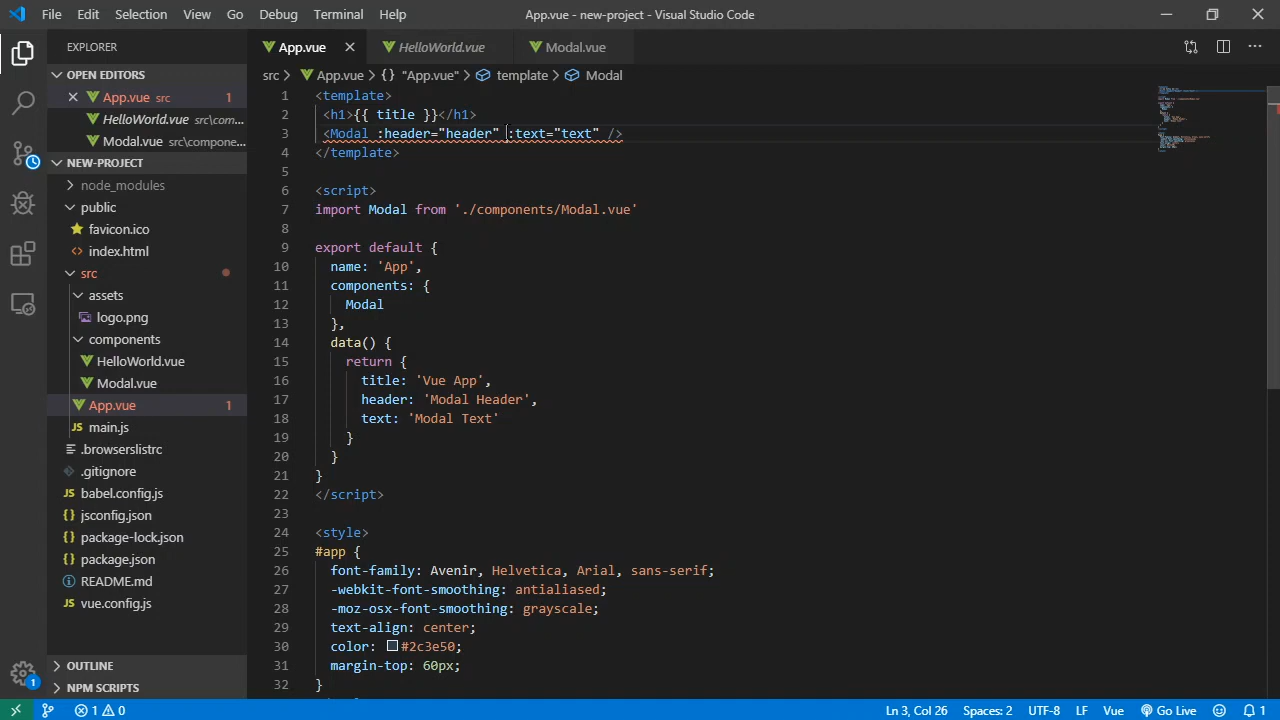 File Edit Selection View Go Debug Terminal Help
App.vue - new-project - Visual Studio Code
EXPLORER
OPEN EDITORS
App.vue src 1
HelloWorld.vue src\com...
Modal.vue src\compone...
NEW-PROJECT
node_modules
public
favicon.ico
index.html
src
assets
logo.png
components
HelloWorld.vue
Modal.vue
App.vue 1
JS main.js
.browserslistrc
.gitignore
JS babel.config.js
{} jsconfig.json
{} package-lock.json
{} package.json
README.md
JS vue.config.js
OUTLINE
NPM SCRIPTS
App.vue HelloWorld.vue Modal.vue
src > App.vue > {} "App.vue" > template > Modal
1 <template>
2 <h1>{{ title }}</h1>
3 <Modal :header="header" :text="text" />
4 </template>
5
6 <script>
7 import Modal from './components/Modal.vue'
8
9 export default {
10 name: 'App',
11 components: {
12 Modal
13 },
14 data() {
15 return {
16 title: 'Vue App',
17 header: 'Modal Header',
18 text: 'Modal Text'
19 }
20 }
21 }
22 </script>
23
24 <style>
25 #app {
26 font-family: Avenir, Helvetica, Arial, sans-serif;
27 -webkit-font-smoothing: antialiased;
28 -moz-osx-font-smoothing: grayscale;
29 text-align: center;
30 color: #2c3e50;
31 margin-top: 60px;
32 }
1
1 0 Ln 3, Col 26 Spaces: 2 UTF-8 LF Vue Go Live 1